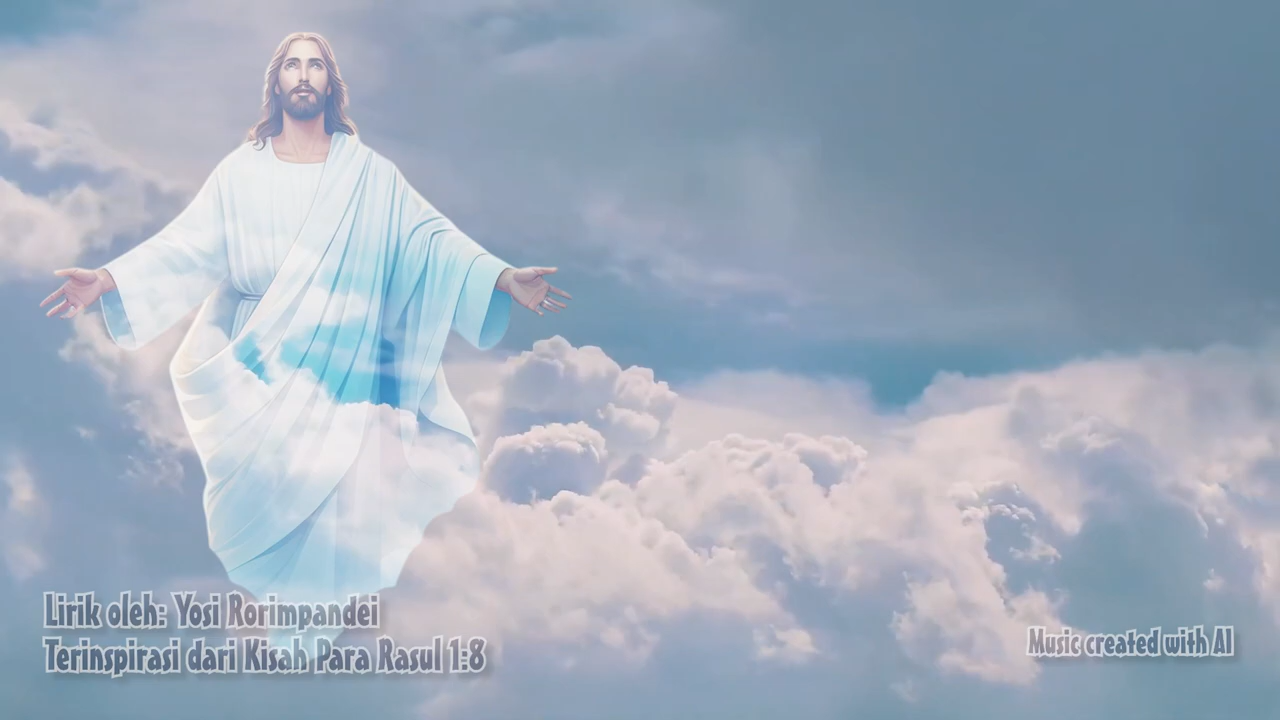 Lirik oleh: Yosi Rorimpandei
Terinspirasi dari Kisah Para Rasul 1:8
Music created with AI